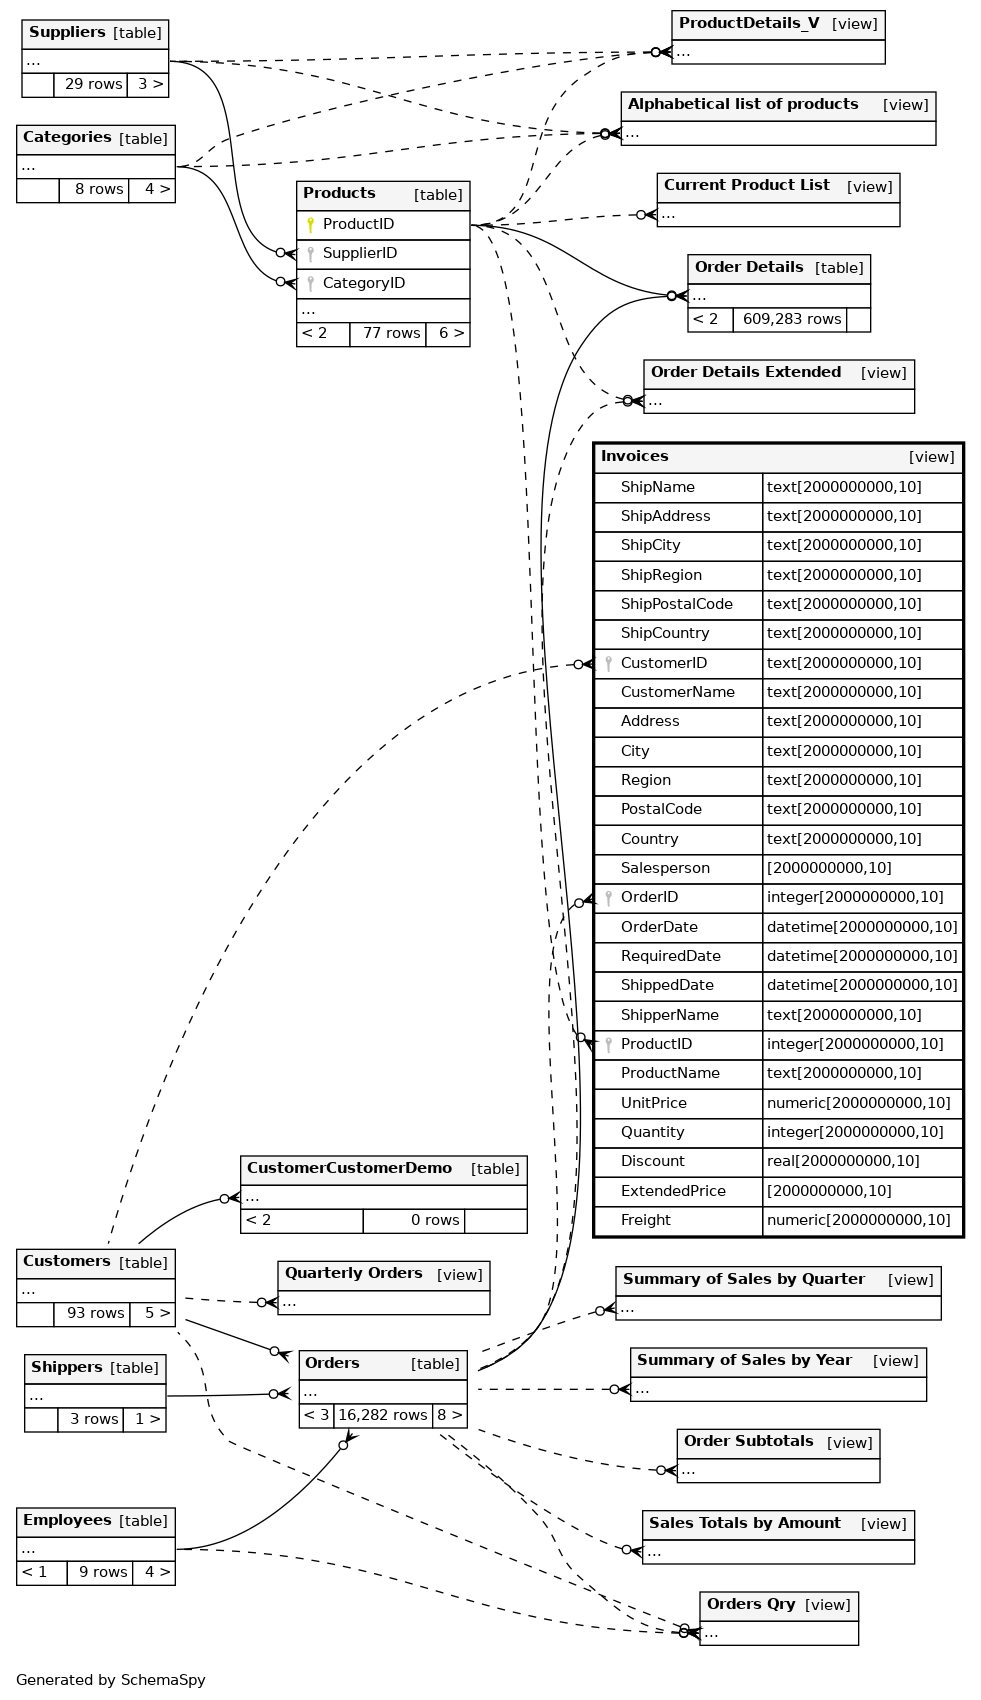 Suppliers [table]
...
29 rows 3 >
Categories [table]
...
8 rows 4 >
Products [table]
ProductID
SupplierID
CategoryID
...
< 2 77 rows 6 >
ProductDetails_V [view]
...
Alphabetical list of products [view]
...
Current Product List [view]
...
Order Details [table]
...
< 2 609,283 rows
Order Details Extended [view]
...
Invoices [view]
ShipName text[2000000000,10]
ShipAddress text[2000000000,10]
ShipCity text[2000000000,10]
ShipRegion text[2000000000,10]
ShipPostalCode text[2000000000,10]
ShipCountry text[2000000000,10]
CustomerID text[2000000000,10]
CustomerName text[2000000000,10]
Address text[2000000000,10]
City text[2000000000,10]
Region text[2000000000,10]
PostalCode text[2000000000,10]
Country text[2000000000,10]
Salesperson [2000000000,10]
OrderID integer[2000000000,10]
OrderDate datetime[2000000000,10]
RequiredDate datetime[2000000000,10]
ShippedDate datetime[2000000000,10]
ShipperName text[2000000000,10]
ProductID integer[2000000000,10]
ProductName text[2000000000,10]
UnitPrice numeric[2000000000,10]
Quantity integer[2000000000,10]
Discount real[2000000000,10]
ExtendedPrice [2000000000,10]
Freight numeric[2000000000,10]
CustomerCustomerDemo [table]
...
< 2 0 rows
Customers [table]
...
93 rows 5 >
Quarterly Orders [view]
...
Shippers [table]
...
3 rows 1 >
Orders [table]
...
< 3 16,282 rows 8 >
Employees [table]
...
< 1 9 rows 4 >
Summary of Sales by Quarter [view]
...
Summary of Sales by Year [view]
...
Order Subtotals [view]
...
Sales Totals by Amount [view]
...
Orders Qry [view]
...
Generated by SchemaSpy